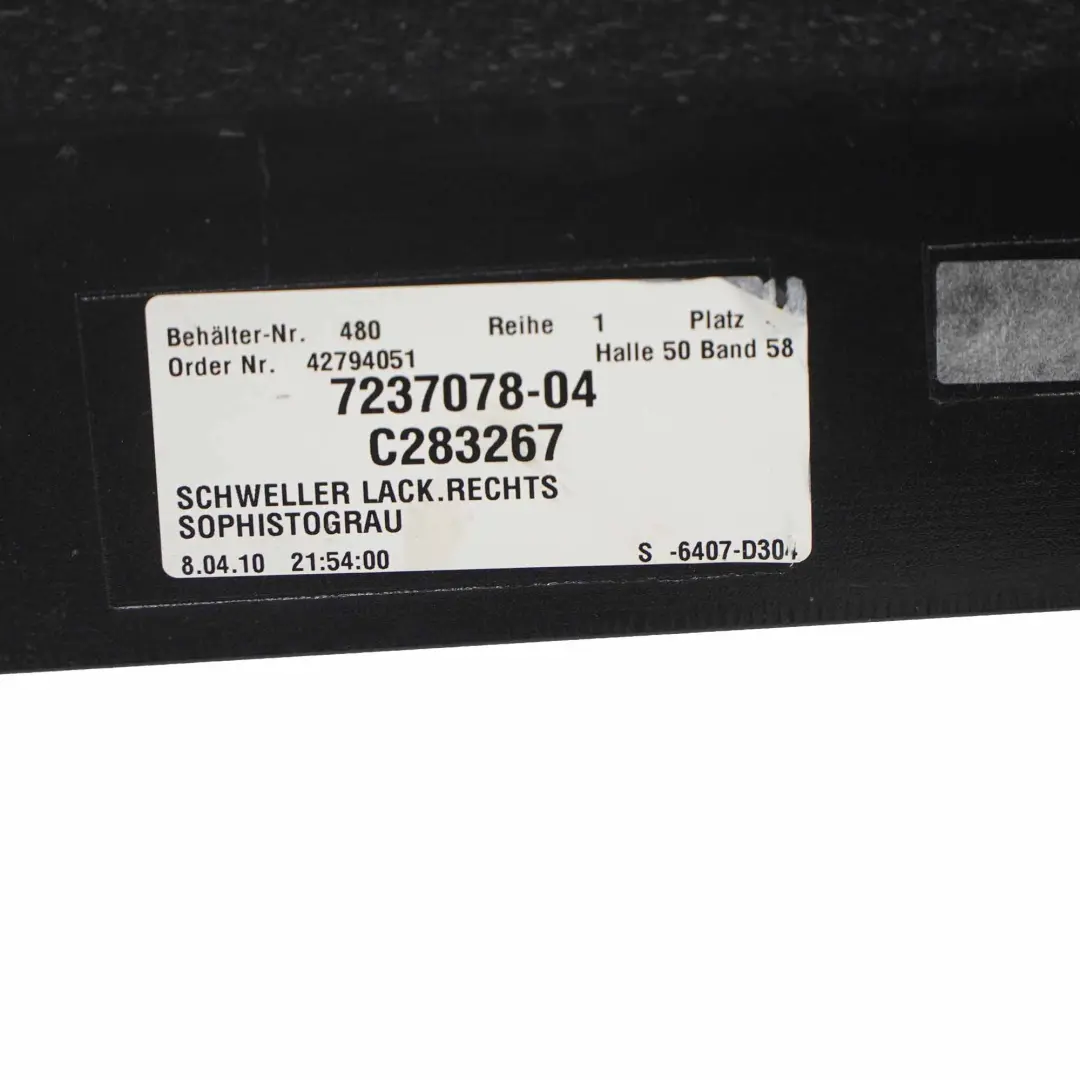 Behälter-Nr. 480 Reihe 1 Platz
Order Nr. 42794051 Halle 50 Band 58
7237078-04
C283267
SCHWELLER LACK.RECHTS
SOPHISTOGRAU
8.04.10 21:54:00 S -6407-D304